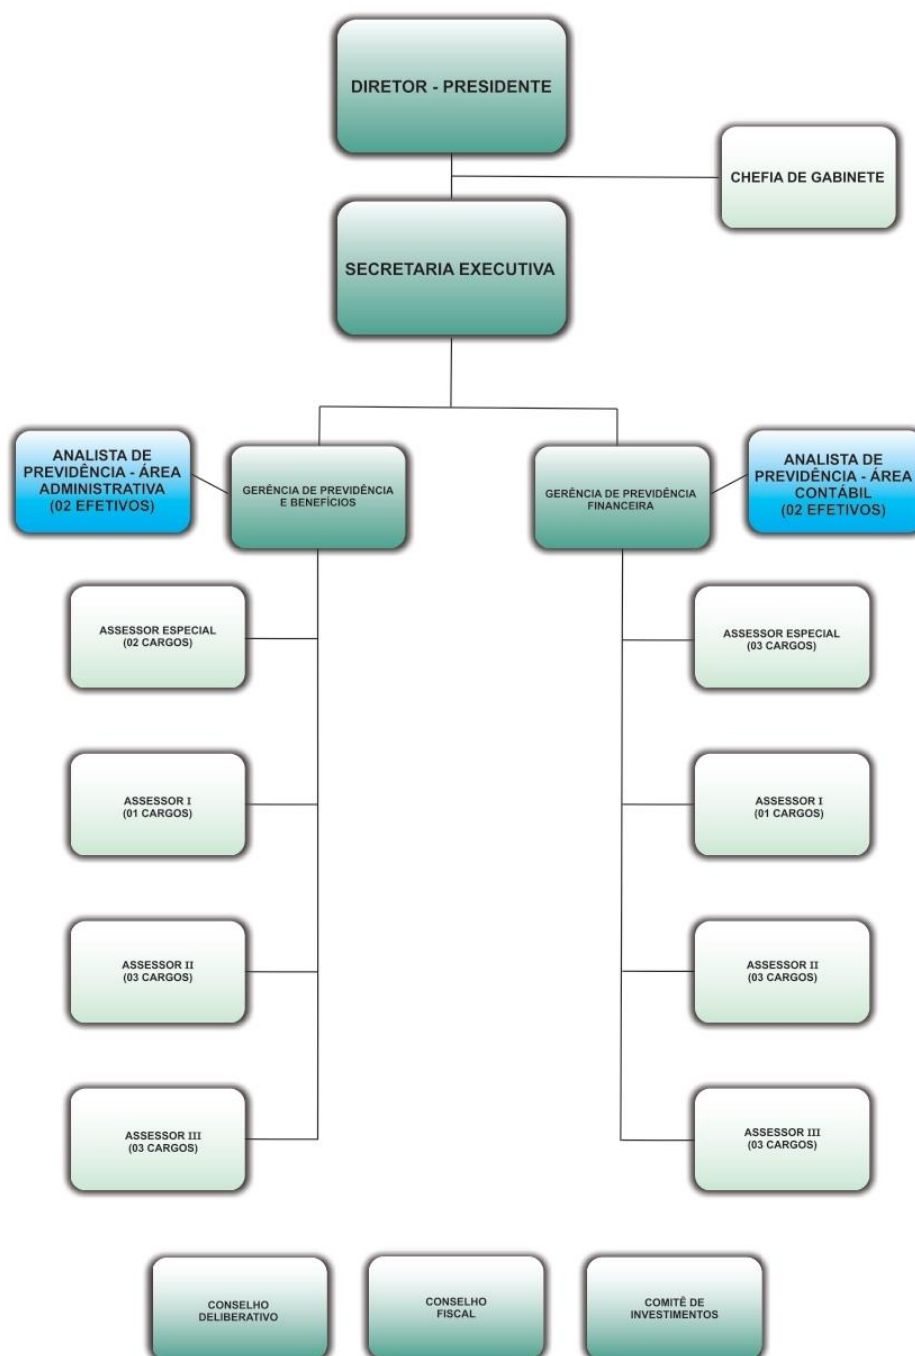 DIRETOR - PRESIDENTE
CHEFIA DE GABINETE
SECRETARIA EXECUTIVA
ANALISTA DE
PREVIDÊNCIA - ÁREA
ADMINISTRATIVA
(02 EFETIVOS)
GERÊNCIA DE PREVIDÊNCIA
E BENEFÍCIOS
GERÊNCIA DE PREVIDÊNCIA
FINANCEIRA
ANALISTA DE
PREVIDÊNCIA - ÁREA
CONTÁBIL
(02 EFETIVOS)
ASSESSOR ESPECIAL
(02 CARGOS)
ASSESSOR ESPECIAL
(03 CARGOS)
ASSESSOR I
(01 CARGOS)
ASSESSOR I
(01 CARGOS)
ASSESSOR II
(03 CARGOS)
ASSESSOR II
(03 CARGOS)
ASSESSOR III
(03 CARGOS)
ASSESSOR III
(03 CARGOS)
CONSELHO
DELIBERATIVO
CONSELHO
FISCAL
COMITÊ DE
INVESTIMENTOS